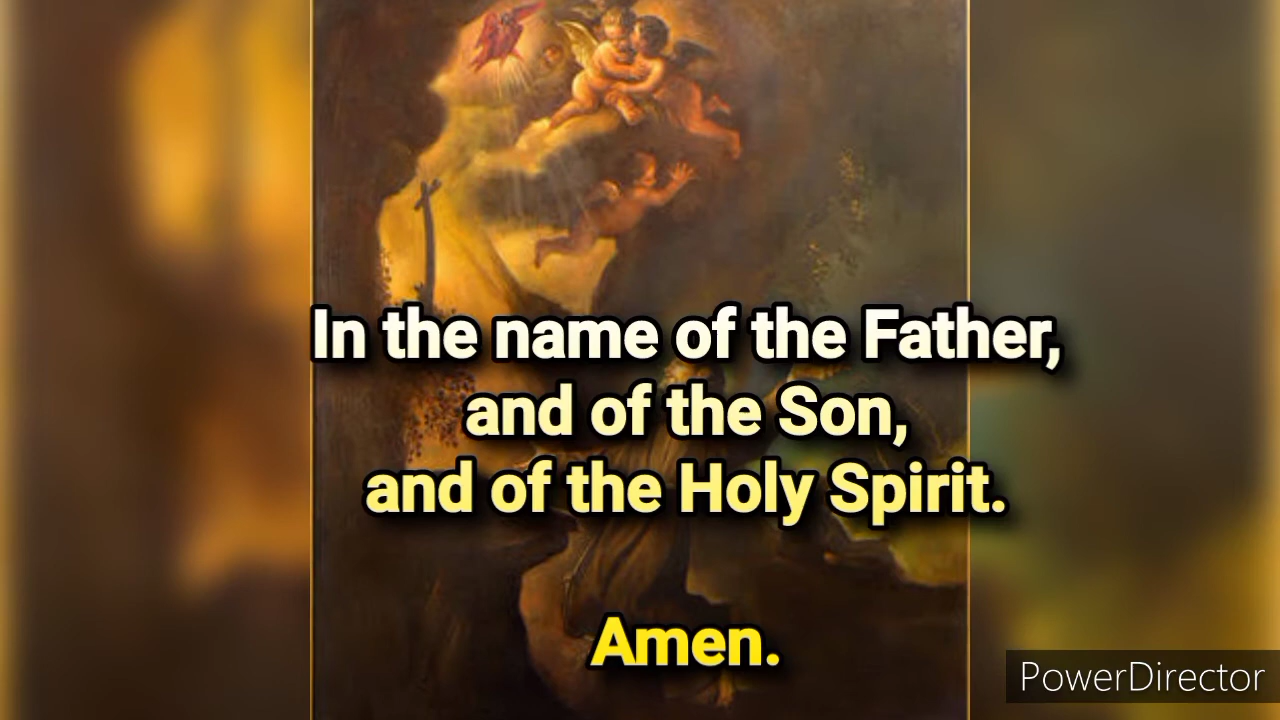 In the name of the Father,
and of the Son,
and of the Holy Spirit.
Amen.
PowerDirector